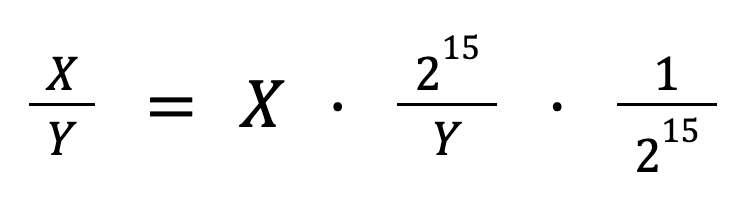 X/Y = X · 2^15/Y · 1/2^15